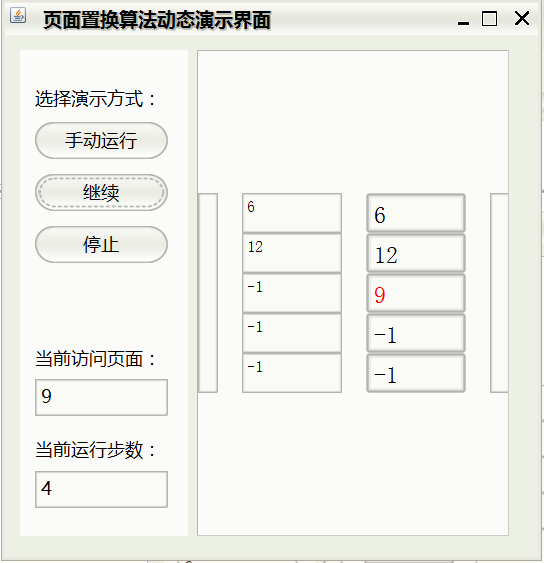 页面置换算法动态演示界面
选择演示方式：
手动运行
继续
停止
当前访问页面：
9
当前运行步数：
4
6
12
-1
-1
-1
6
12
9
-1
-1